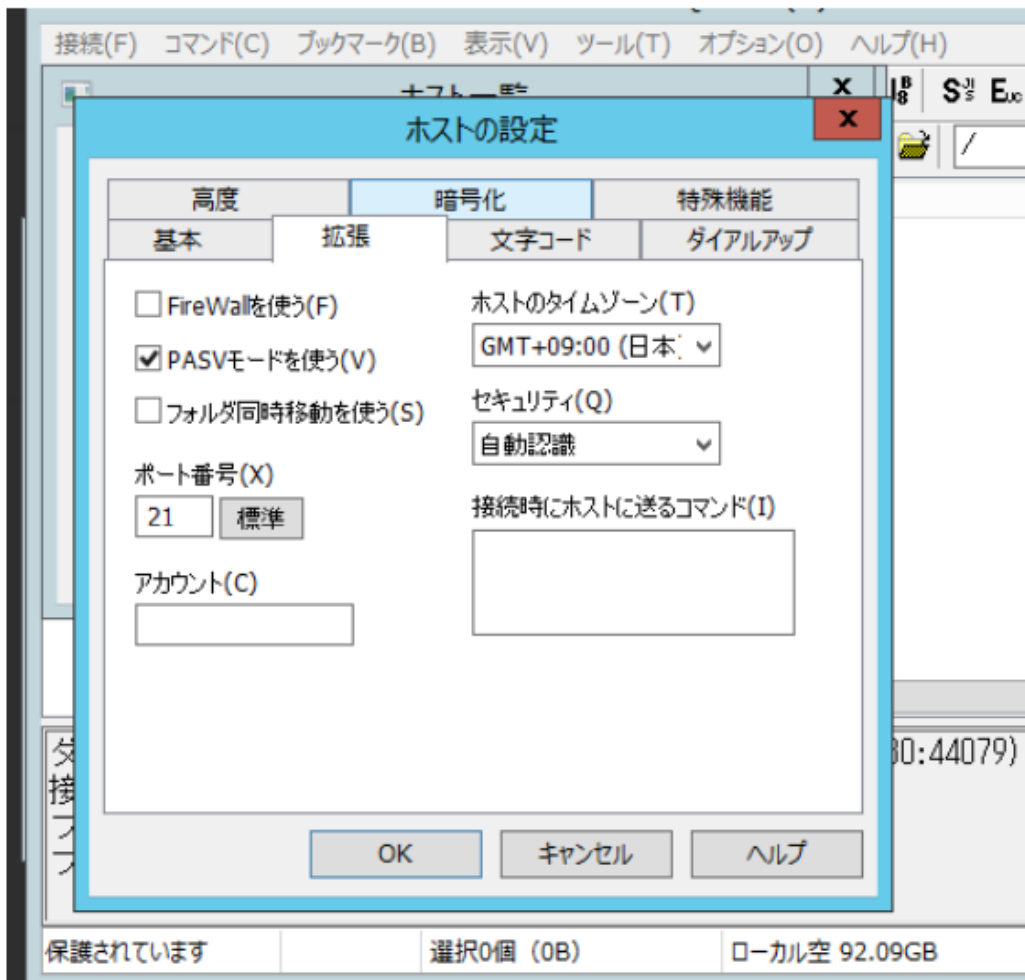 接続(F) コマンド(C) ブックマーク(B) 表示(V) ツール(T) オプション(O) ヘルプ(H)
ホスト一覧
ホストの設定
/
高度 暗号化 特殊機能
基本 拡張 文字コード ダイアルアップ
FireWallを使う(F)
PASVモードを使う(V)
フォルダ同時移動を使う(S)
ポート番号(X)
21 標準
アカウント(C)
ホストのタイムゾーン(T)
GMT+09:00 (日本
セキュリティ(Q)
自動認識
接続時にホストに送るコマンド(I)
OK キャンセル ヘルプ
:44079)
接
保護されています 選択0個 (0B) ローカル空 92.09GB